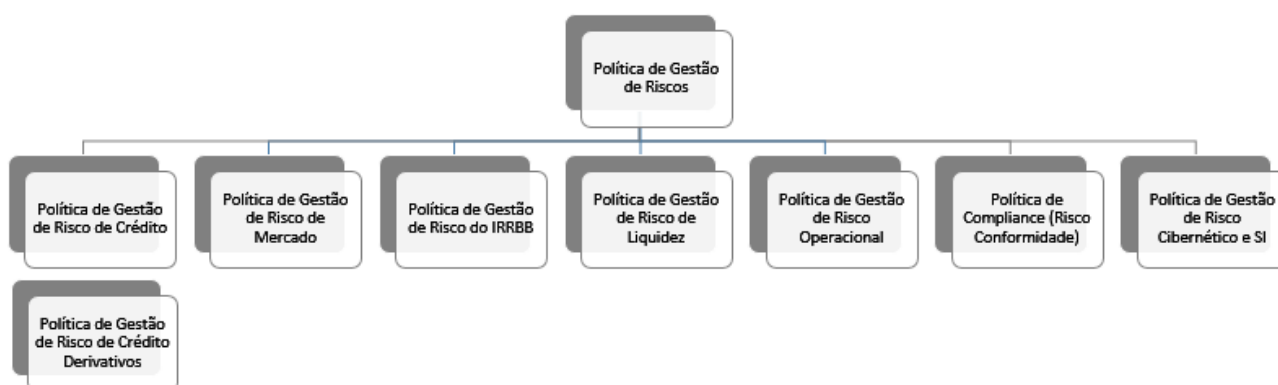 Política de Gestão
de Riscos
Política de Gestão
de Risco de Crédito
Política de Gestão
de Risco de
Mercado
Política de Gestão
de Risco do IRRBB
Política de Gestão
de Risco de
Liquidez
Política de Gestão
de Risco
Operacional
Política de
Compliance (Risco
Conformidade)
Política de Gestão
de Risco
Cibernético e SI
Política de Gestão
de Risco de Crédito
Derivativos